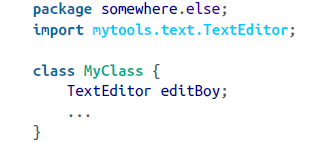 package somewhere.else;
import mytools.text.TextEditor;
class MyClass {
    TextEditor editBoy;
    ...
}